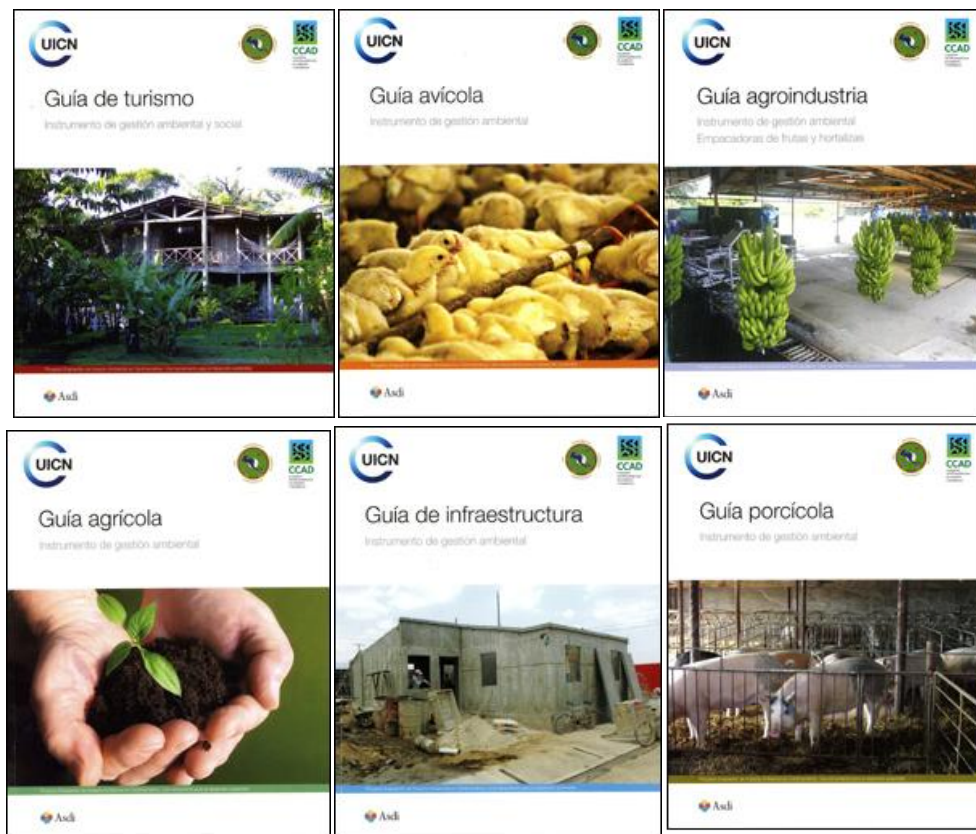 UICN
CCAD
Guía de turismo
Instrumento de gestión ambiental y social
Asdi
UICN
CCAD
Guía avícola
Instrumento de gestión ambiental
Asdi
UICN
CCAD
Guía agroindustria
Instrumento de gestión ambiental
Empacadoras de frutas y hortalizas
Asdi
UICN
CCAD
Guía agrícola
Instrumento de gestión ambiental
Asdi
UICN
CCAD
Guía de infraestructura
Instrumento de gestión ambiental
Asdi
UICN
CCAD
Guía porcícola
Instrumento de gestión ambiental
Asdi